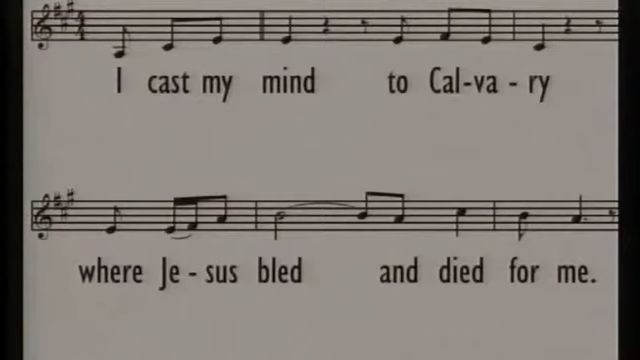 I cast my mind to Cal-va-ry
where Je-sus bled and died for me.